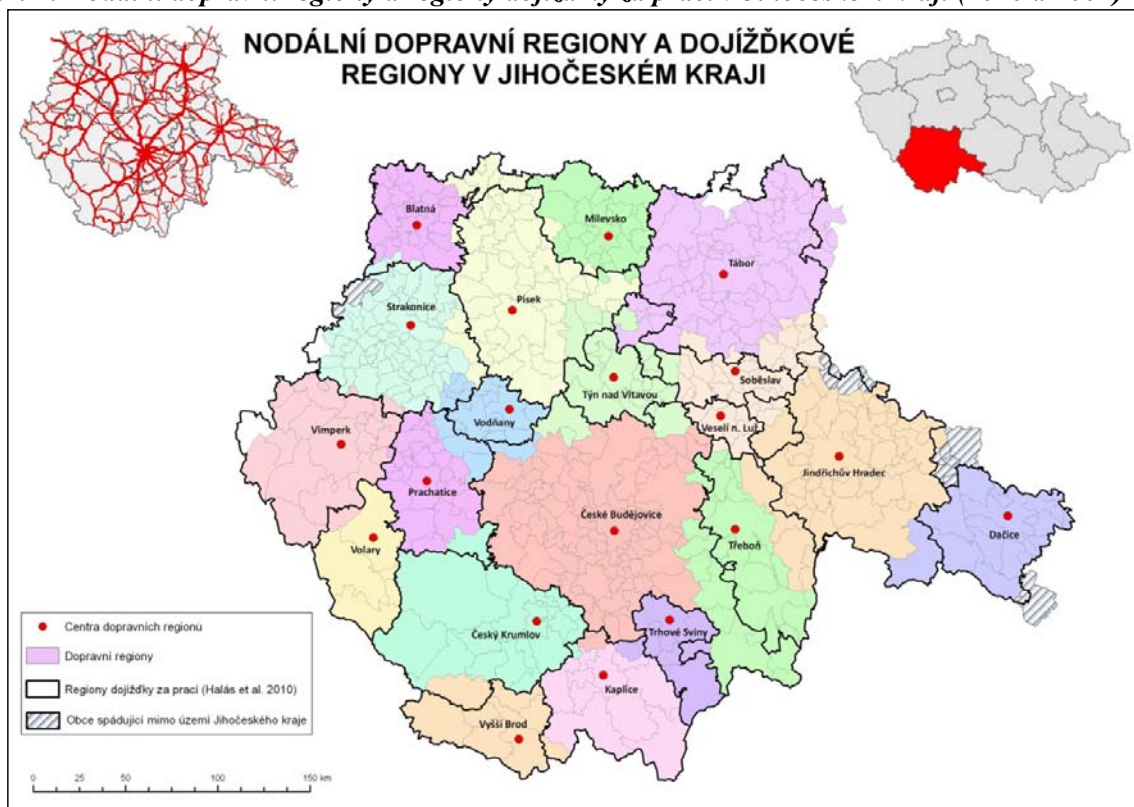 NODÁLNÍ DOPRAVNÍ REGIONY A DOJÍŽĎKOVÉ
REGIONY V JIHOČESKÉM KRAJI
Blatná
Milevsko
Tábor
Písek
Strakonice
Soběslav
Týn nad Vltavou
Vodňany
Veselí n. Luž.
Vimperk
Jindřichův Hradec
Prachatice
České Budějovice
Dačice
Třeboň
Volary
Český Krumlov
Trhové Sviny
Kaplice
Vyšší Brod
Centra dopravních regionů
Dopravní regiony
Regiony dojížďky za prací (Halás et al. 2010)
Obce spádující mimo území Jihočeského kraje
0 25 50 100 150 km